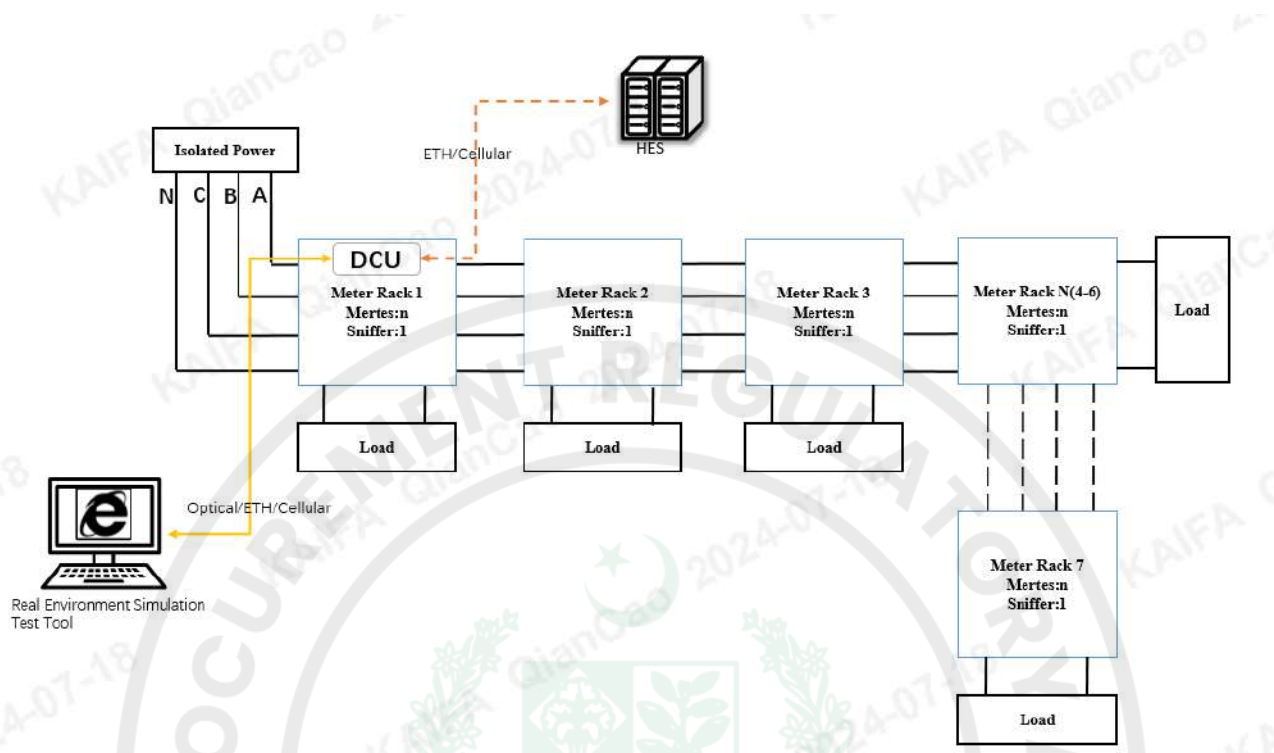 HES
ETH/Cellular
Isolated Power
N C B A
DCU
Meter Rack 1
Mertes:n
Sniffer:1
Meter Rack 2
Mertes:n
Sniffer:1
Meter Rack 3
Mertes:n
Sniffer:1
Meter Rack N(4-6)
Mertes:n
Sniffer:1
Load
Load
Load
Load
Optical/ETH/Cellular
Real Environment Simulation
Test Tool
Meter Rack 7
Mertes:n
Sniffer:1
Load
KAIFA QianCao 2024-07-18
OCUREMENT REGULATORY